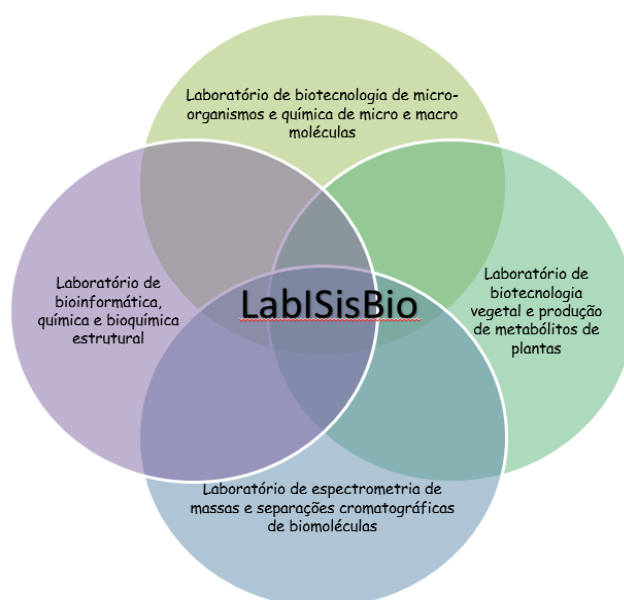 Laboratório de biotecnologia de micro-
organismos e química de micro e macro
moléculas
Laboratório de
bioinformática,
química e bioquímica
estrutural
LabISisBio
Laboratório de
biotecnologia
vegetal e produção
de metabólitos de
plantas
Laboratório de espectrometria de
massas e separações cromatográficas
de biomoléculas